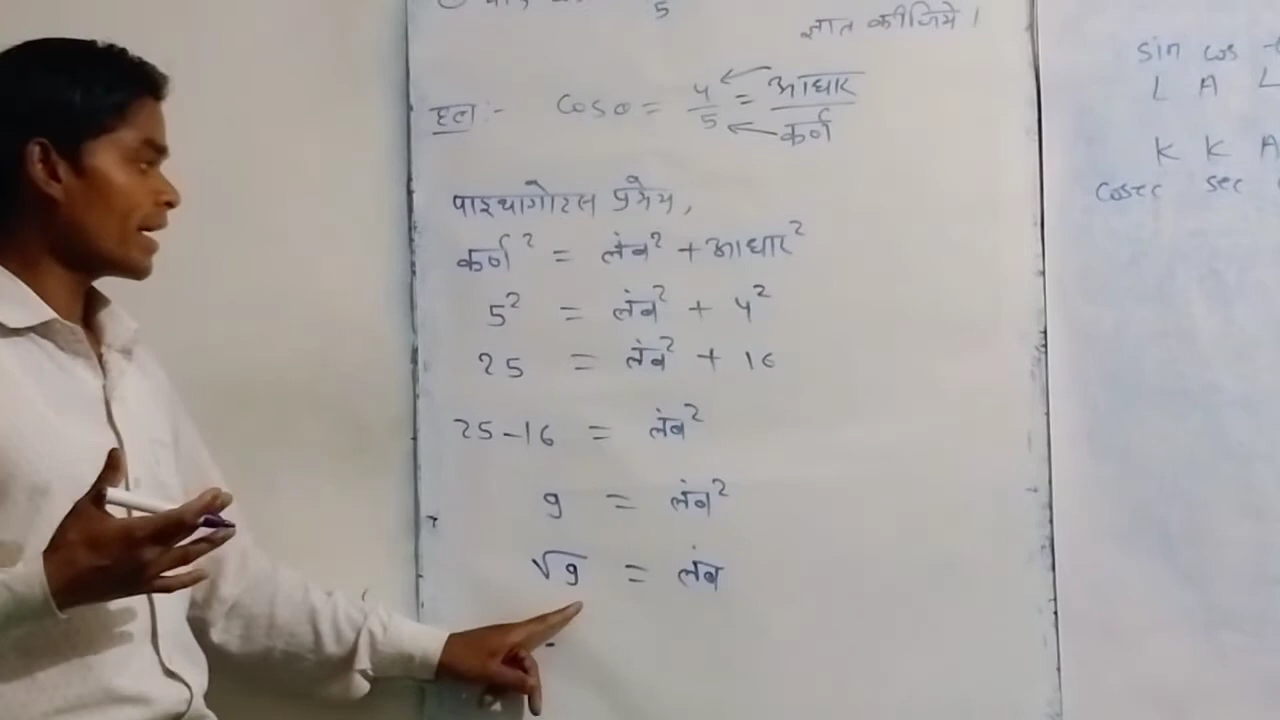 5
ज्ञात कीजिये।
हल :- cosθ = 4/5 = आधार/कर्ण
पाइथागोरस प्रमेय,
कर्ण² = लंब² + आधार²
5² = लंब² + 4²
25 = लंब² + 16
25-16 = लंब²
9 = लंब²
√9 = लंब
sin cos
L A L
K K A
cosec sec